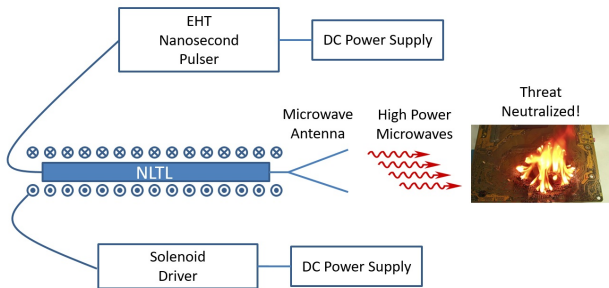 EHT
Nanosecond
Pulser
DC Power Supply
Microwave
Antenna
High Power
Microwaves
Threat
Neutralized!
NLTL
Solenoid
Driver
DC Power Supply